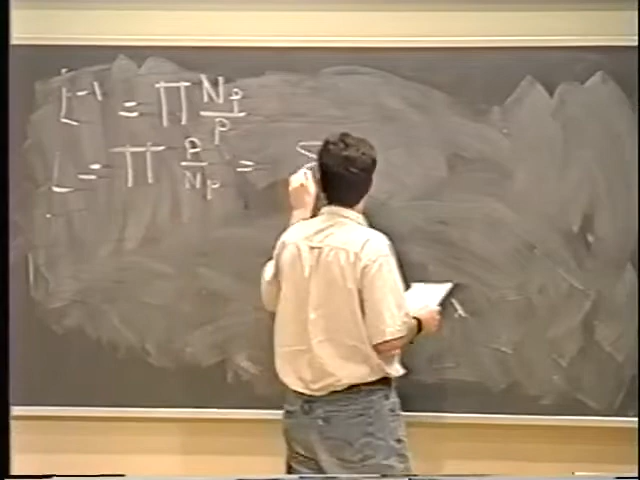 L⁻¹ = ∏ Np/p
L = ∏ p/Np = Σ